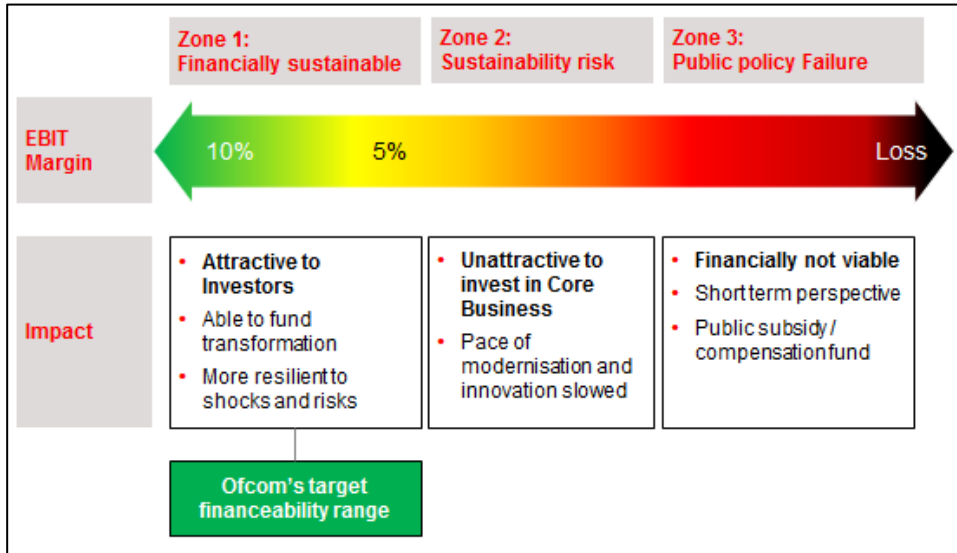 Zone 1:
Financially sustainable
Zone 2:
Sustainability risk
Zone 3:
Public policy Failure
EBIT
Margin
10%
5%
Loss
Impact
• Attractive to
Investors
• Able to fund
transformation
• More resilient to
shocks and risks
• Unattractive to
invest in Core
Business
• Pace of
modernisation and
innovation slowed
• Financially not viable
• Short term perspective
• Public subsidy/
compensation fund
Ofcom's target
financeability range